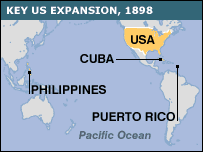 KEY US EXPANSION, 1898
USA
CUBA
PHILIPPINES
PUERTO RICO
Pacific Ocean